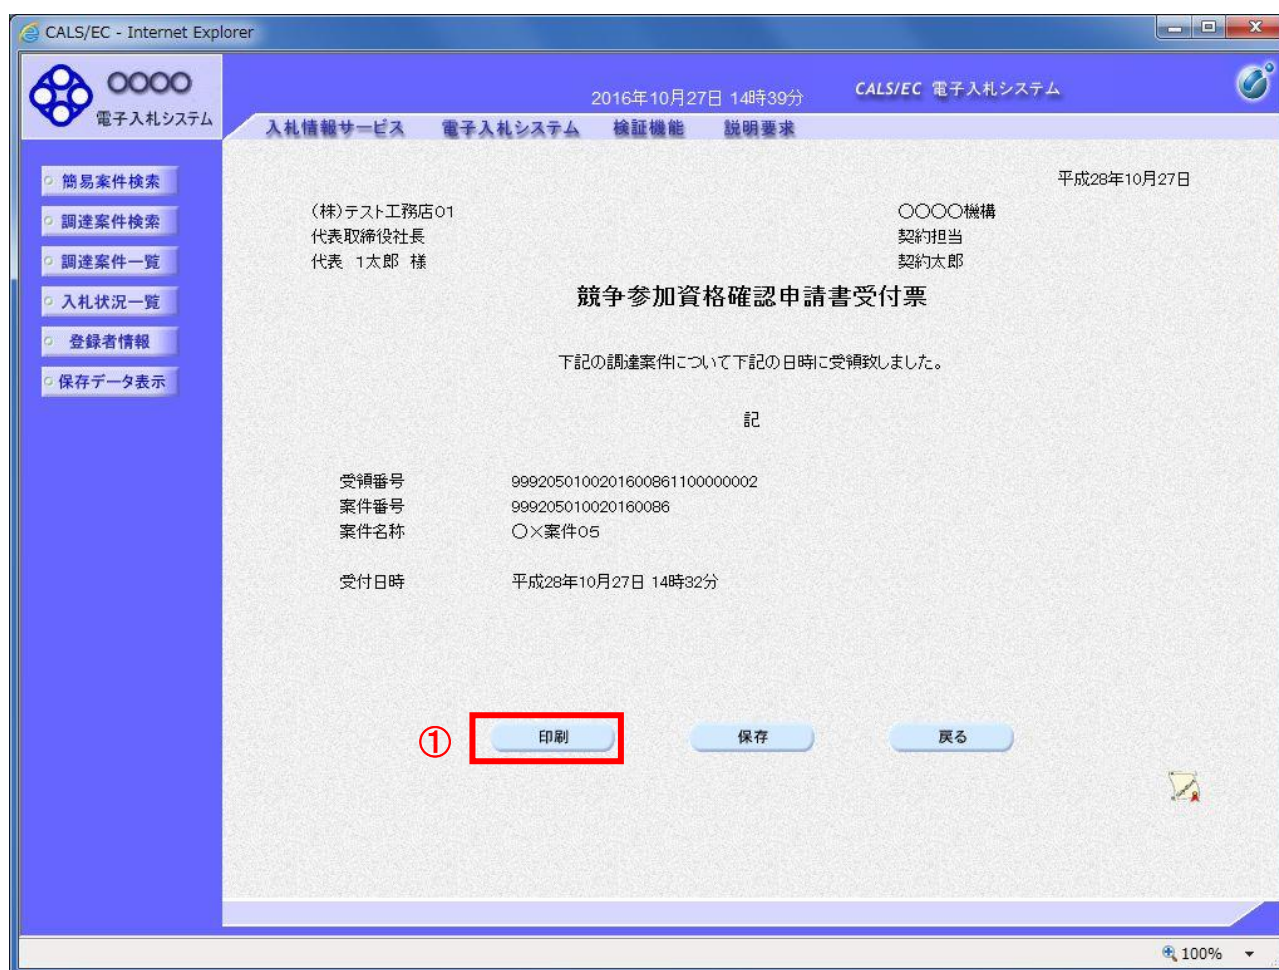 CALS/EC - Internet Explorer
OOOO
電子入札システム
2016年10月27日 14時39分
CALS/EC 電子入札システム
入札情報サービス 電子入札システム 検証機能 説明要求
簡易案件検索
調達案件検索
調達案件一覧
入札状況一覧
登録者情報
保存データ表示
平成28年10月27日
(株)テスト工務店01
代表取締役社長
代表 1太郎 様
〇〇〇〇機構
契約担当
契約太郎
競争参加資格確認申請書受付票
下記の調達案件について下記の日時に受領致しました。
記
受領番号 9992050100201600861100000002
案件番号 999205010020160086
案件名称 〇×案件05
受付日時 平成28年10月27日 14時32分
① 印刷 保存 戻る
100%